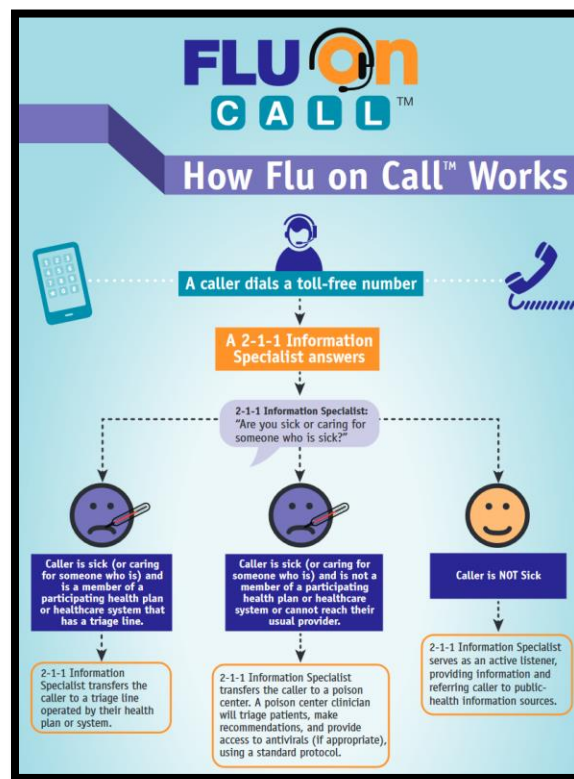 FLU On
CALL™
How Flu on Call™ Works
A caller dials a toll-free number
A 2-1-1 Information
Specialist answers
2-1-1 Information Specialist:
“Are you sick or caring for
someone who is sick?”
Caller is sick (or caring
for someone who is) and
is a member of a
participating health plan
or healthcare system that
has a triage line.
Caller is sick (or caring for
someone who is) and is not a
member of a participating
health plan or healthcare
system or cannot reach their
usual provider.
Caller is NOT Sick
2-1-1 Information
Specialist transfers the
caller to a triage line
operated by their health
plan or system.
2-1-1 Information Specialist
transfers the caller to a poison
center. A poison center clinician
will triage patients, make
recommendations, and provide
access to antivirals (if appropriate),
using a standard protocol.
2-1-1 Information Specialist
serves as an active listener,
providing information and
referring caller to public-
health information sources.